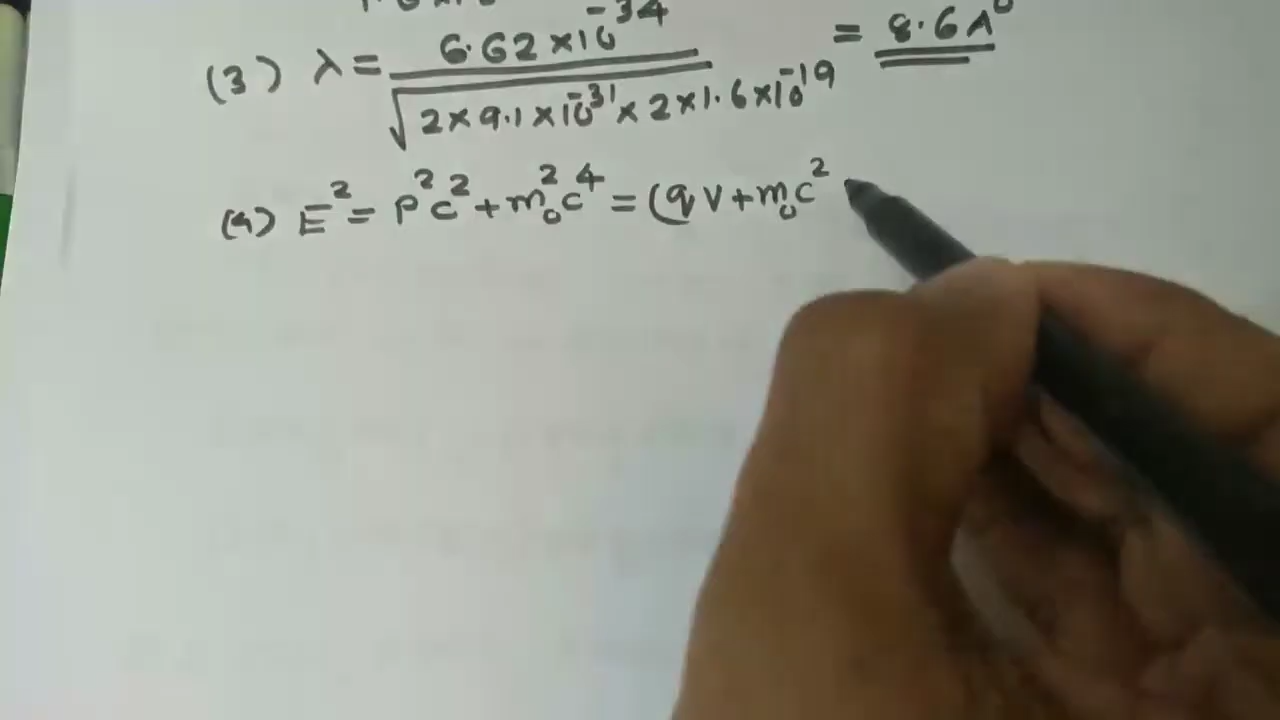 (3) λ = 6.62×10⁻³⁴ / √2×9.1×10⁻³¹×2×1.6×10⁻¹⁹ = 8.6A⁰
(4) E² = P²C² + m₀²C⁴ = (qV+m₀C²